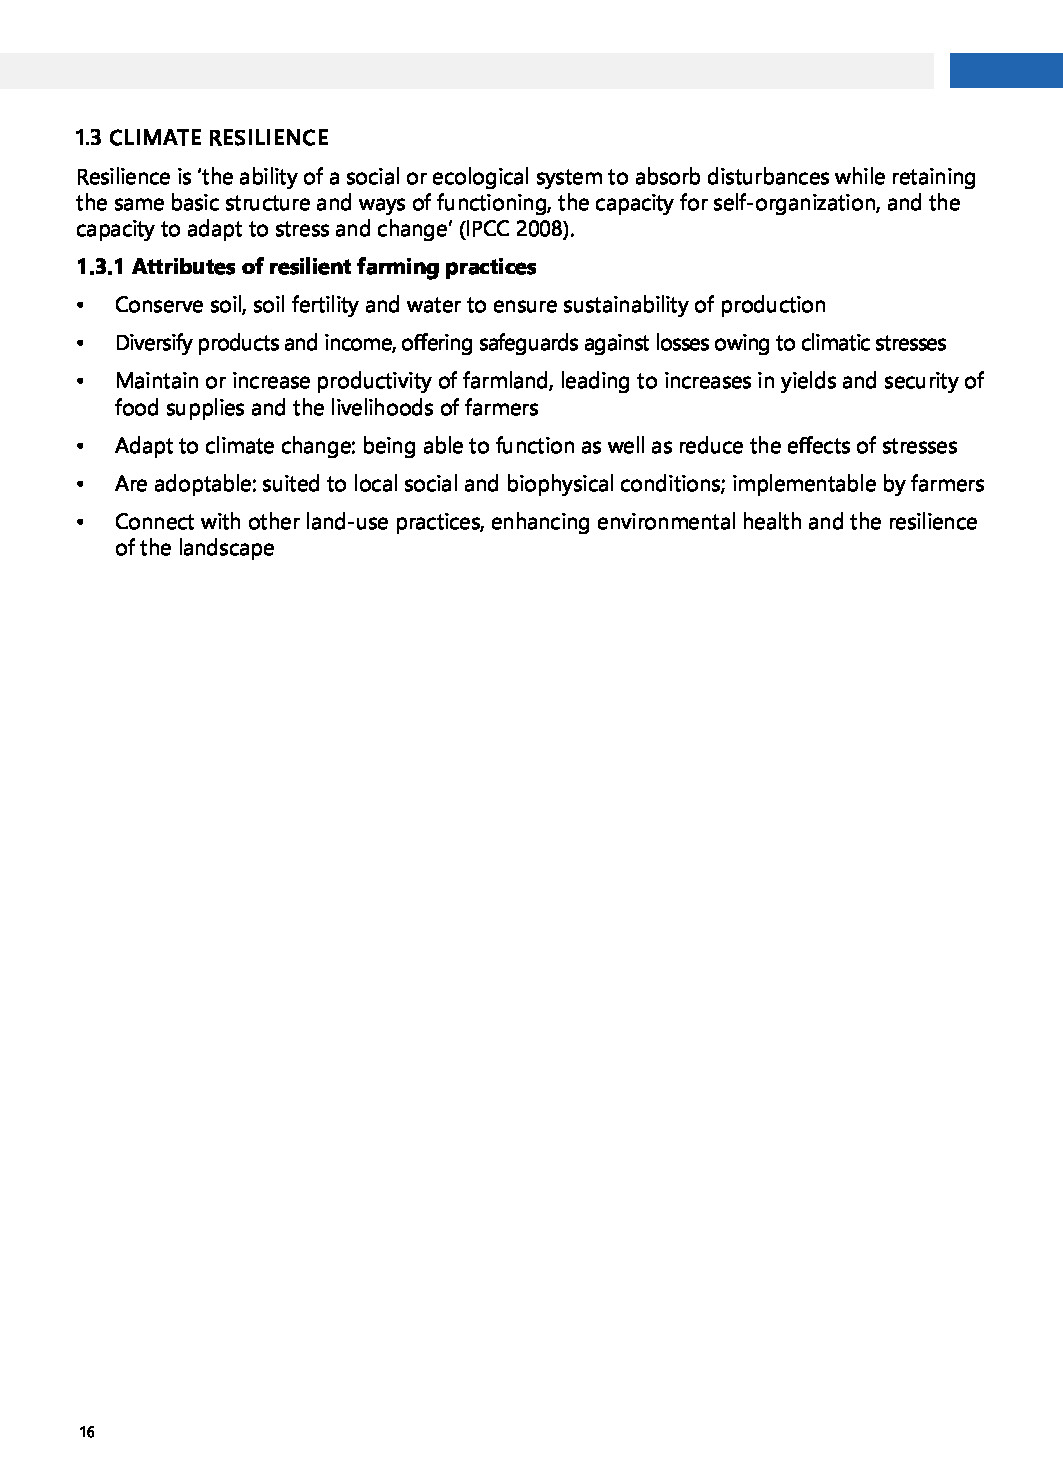 1.3 CLIMATE RESILIENCE
Resilience is ‘the ability of a social or ecological system to absorb disturbances while retaining
the same basic structure and ways of functioning, the capacity for self-organization, and the
capacity to adapt to stress and change’ (IPCC 2008).
1.3.1 Attributes of resilient farming practices
• Conserve soil, soil fertility and water to ensure sustainability of production
• Diversify products and income, offering safeguards against losses owing to climatic stresses
• Maintain or increase productivity of farmland, leading to increases in yields and security of
food supplies and the livelihoods of farmers
• Adapt to climate change: being able to function as well as reduce the effects of stresses
• Are adoptable: suited to local social and biophysical conditions; implementable by farmers
• Connect with other land-use practices, enhancing environmental health and the resilience
of the landscape
16